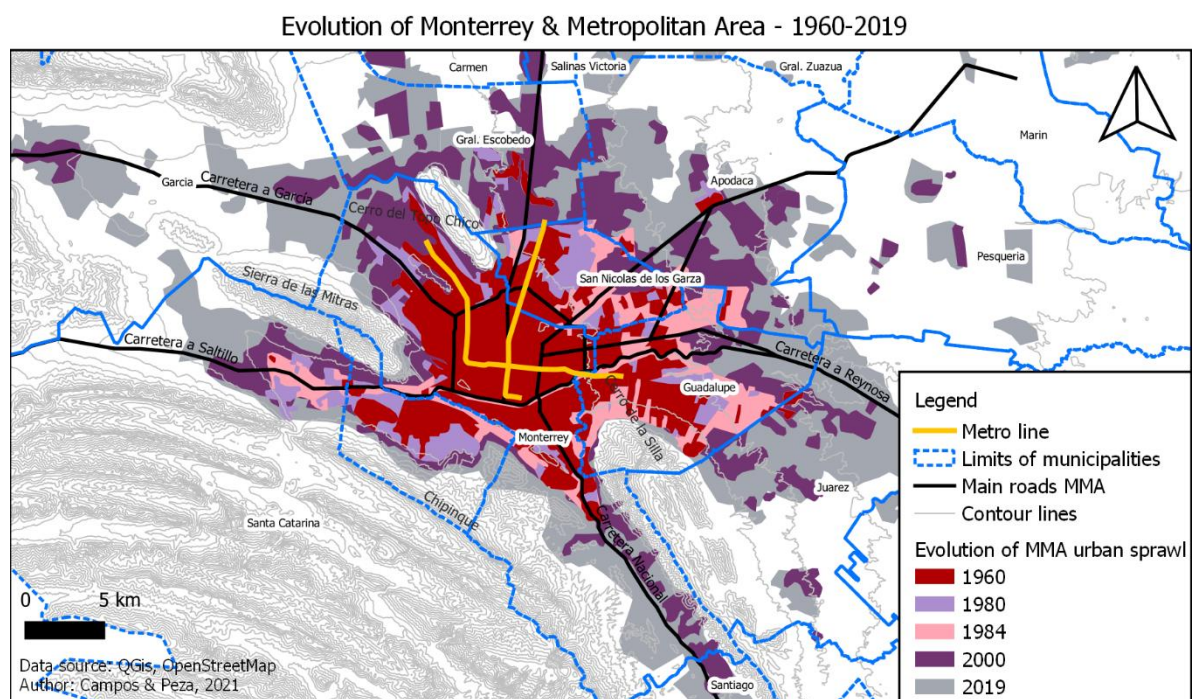 Evolution of Monterrey & Metropolitan Area - 1960-2019
Carmen
Salinas Victoria
Gral. Zuazua
Gral. Escobedo
Marin
Garcia
Carretera a García
Apodaca
Cerro del Topo Chico
Pesqueria
San Nicolas de los Garza
Sierra de las Mitras
Carretera a Saltillo
Carretera a Reynosa
Guadalupe
Cerro de la Silla
Monterrey
Juarez
Chipinque
Santa Catarina
Carretera Nacional
Santiago
Legend
Metro line
Limits of municipalities
Main roads MMA
Contour lines
Evolution of MMA urban sprawl
1960
1980
1984
2000
2019
0 5 km
Data source: QGis, OpenStreetMap
Author: Campos & Peza, 2021